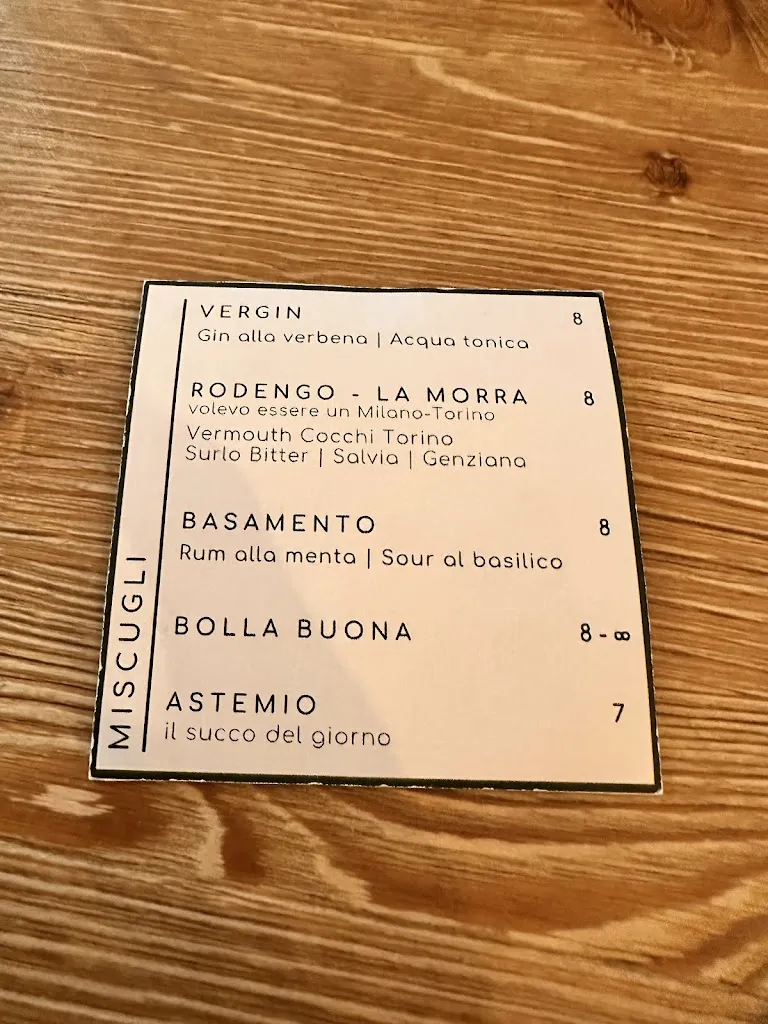 MISCUGLI
VERGIN 8
Gin alla verbena | Acqua tonica
RODENGO - LA MORRA 8
volevo essere un Milano-Torino
Vermouth Cocchi Torino
Surlo Bitter | Salvia | Genziana
BASAMENTO 8
Rum alla menta | Sour al basilico
BOLLA BUONA 8 - ∞
ASTEMIO 7
il succo del giorno